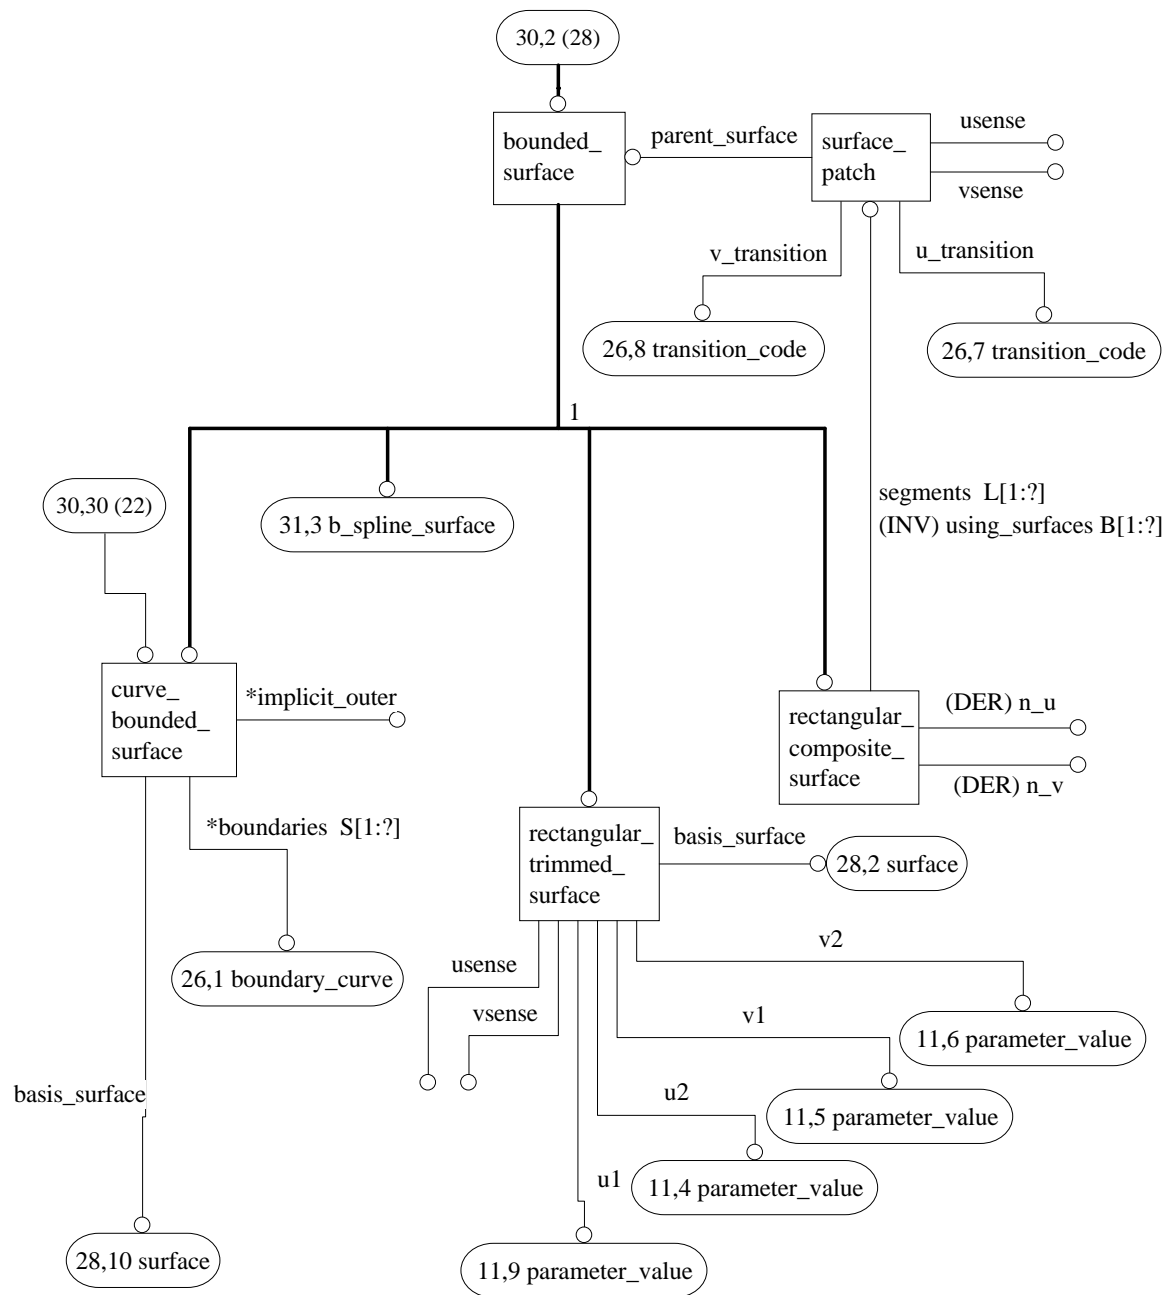 30,2 (28)
bounded_
surface
parent_surface
surface_
patch
usense
vsense
v_transition
u_transition
26,8 transition_code
26,7 transition_code
1
30,30 (22)
31,3 b_spline_surface
segments L[1:?]
(INV) using_surfaces B[1:?]
curve_
bounded_
surface
*implicit_outer
rectangular_
composite_
surface
(DER) n_u
(DER) n_v
*boundaries S[1:?]
rectangular_
trimmed_
surface
basis_surface
28,2 surface
26,1 boundary_curve
usense
vsense
v2
v1
11,6 parameter_value
basis_surface
u2
11,5 parameter_value
u1
11,4 parameter_value
28,10 surface
11,9 parameter_value